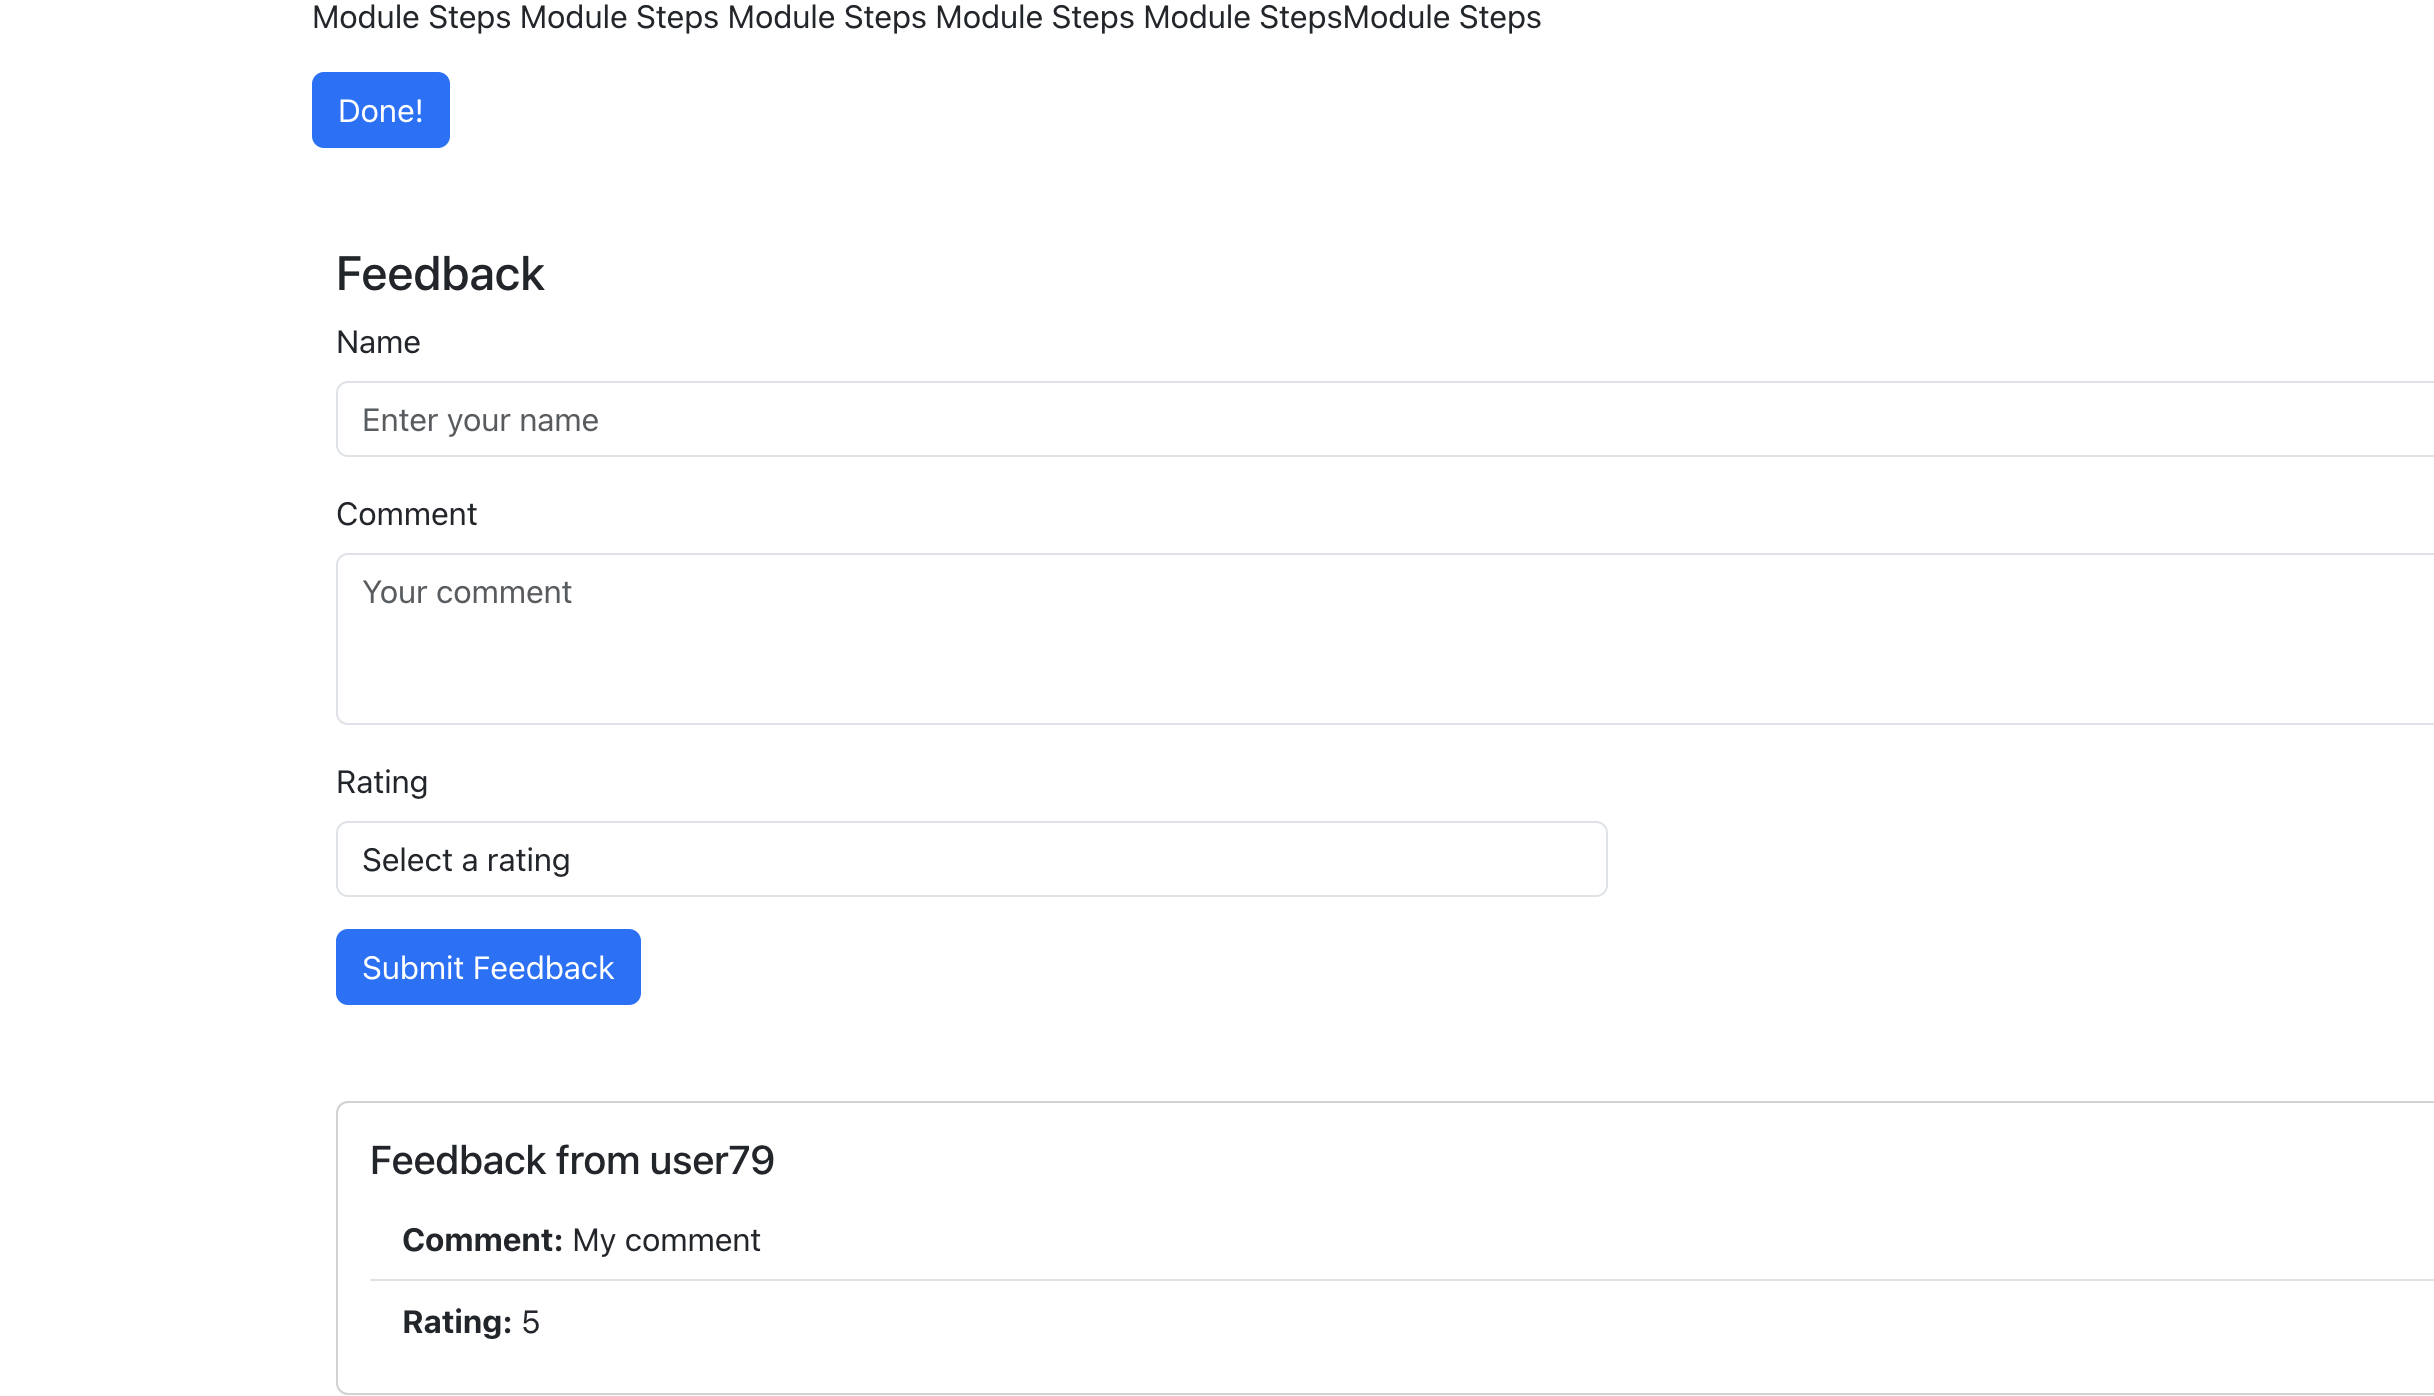 Module Steps Module Steps Module Steps Module Steps Module StepsModule Steps
Done!
Feedback
Name
Enter your name
Comment
Your comment
Rating
Select a rating
Submit Feedback
Feedback from user79
Comment: My comment
Rating: 5